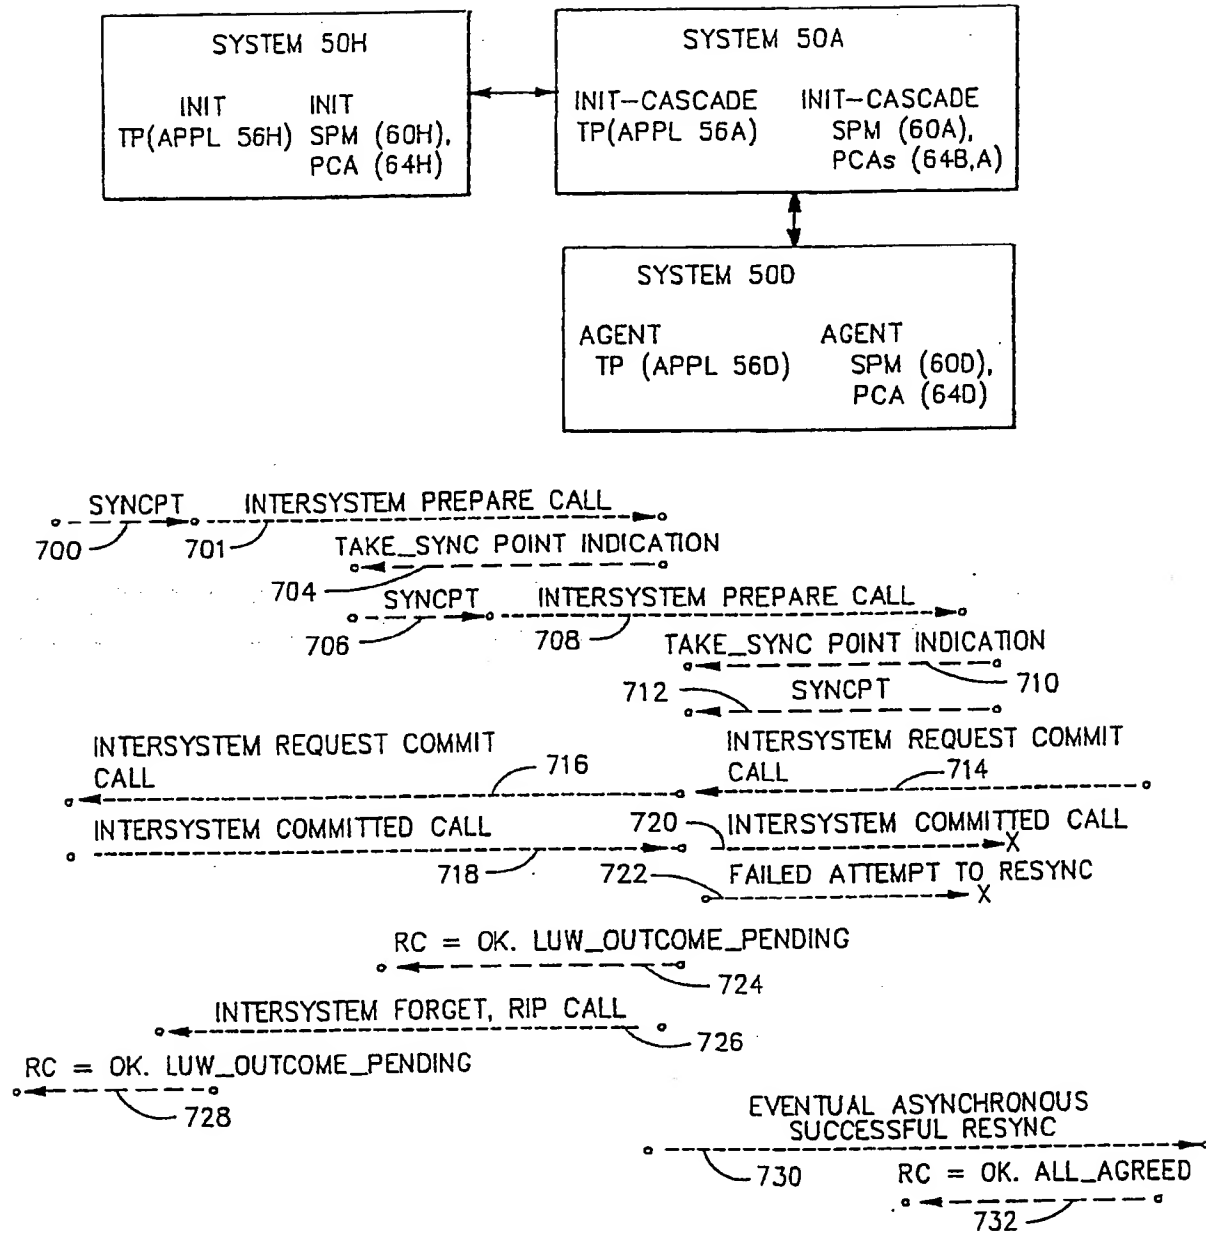 SYSTEM 50H
INIT INIT
TP(APPL 56H) SPM (60H),
PCA (64H)
SYSTEM 50A
INIT-CASCADE INIT-CASCADE
TP(APPL 56A) SPM (60A),
PCAs (64B,A)
SYSTEM 50D
AGENT AGENT
TP (APPL 56D) SPM (60D),
PCA (64D)
SYNCPT INTERSYSTEM PREPARE CALL
700 701
TAKE_SYNC POINT INDICATION
704
SYNCPT INTERSYSTEM PREPARE CALL
706 708
TAKE_SYNC POINT INDICATION
710
712 SYNCPT
INTERSYSTEM REQUEST COMMIT
CALL 716
INTERSYSTEM REQUEST COMMIT
CALL 714
INTERSYSTEM COMMITTED CALL
718
720 INTERSYSTEM COMMITTED CALL
X
722 FAILED ATTEMPT TO RESYNC
X
RC = OK. LUW_OUTCOME_PENDING
724
INTERSYSTEM FORGET, RIP CALL
726
RC = OK. LUW_OUTCOME_PENDING
728
EVENTUAL ASYNCHRONOUS
SUCCESSFUL RESYNC
730
RC = OK. ALL_AGREED
732